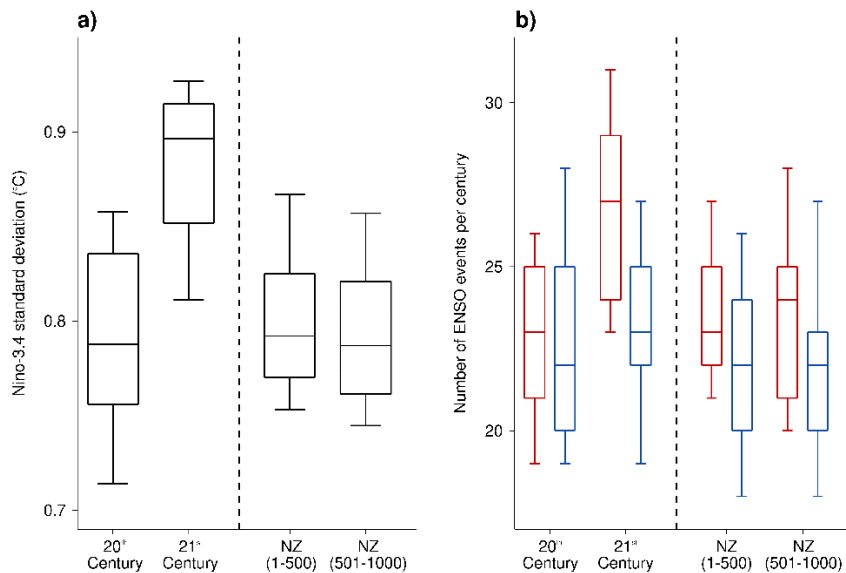 a)
Nino-3.4 standard deviation (°C)
0.9
0.8
0.7
20th
Century
21st
Century
NZ
(1-500)
NZ
(501-1000)
b)
Number of ENSO events per century
30
25
20
20th
Century
21st
Century
NZ
(1-500)
NZ
(501-1000)